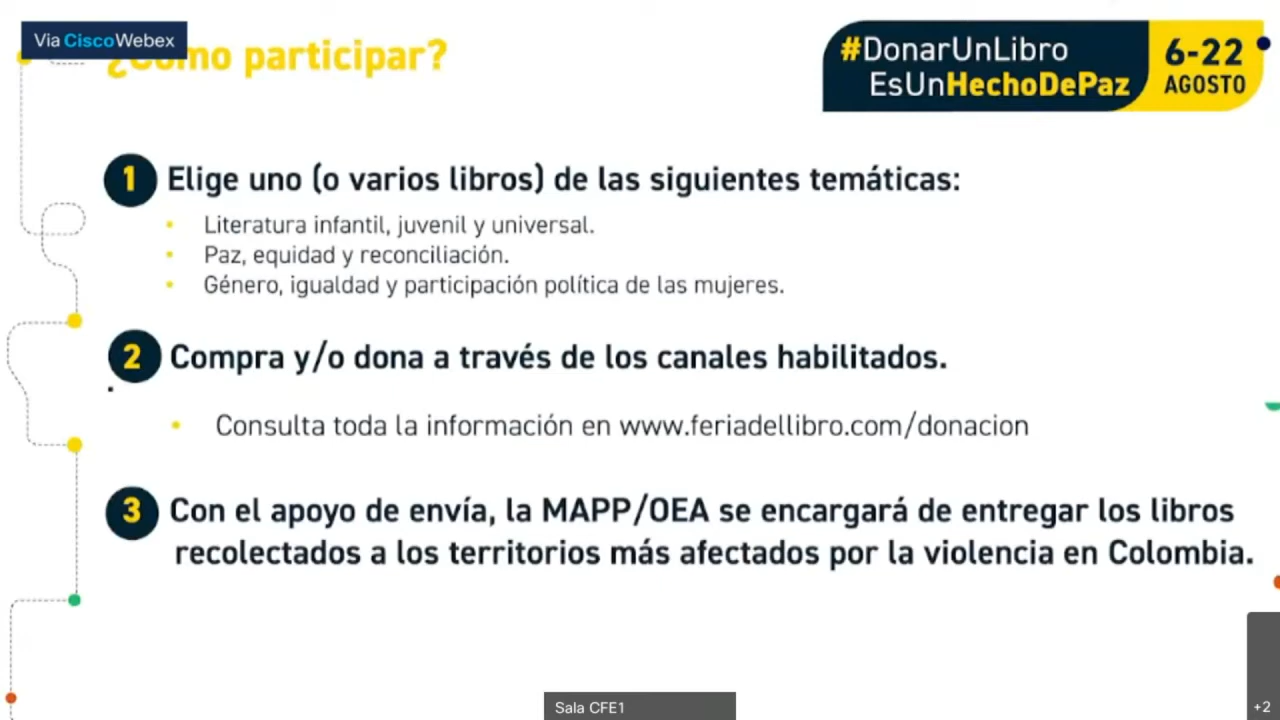 Via CiscoWebex
¿Cómo participar?
#DonarUnLibro
EsUnHechoDePaz
6-22
AGOSTO
1 Elige uno (o varios libros) de las siguientes temáticas:
• Literatura infantil, juvenil y universal.
• Paz, equidad y reconciliación.
• Género, igualdad y participación política de las mujeres.
2 Compra y/o dona a través de los canales habilitados.
• Consulta toda la información en www.feriadellibro.com/donacion
3 Con el apoyo de envía, la MAPP/OEA se encargará de entregar los libros
recolectados a los territorios más afectados por la violencia en Colombia.
Sala CFE1
+2